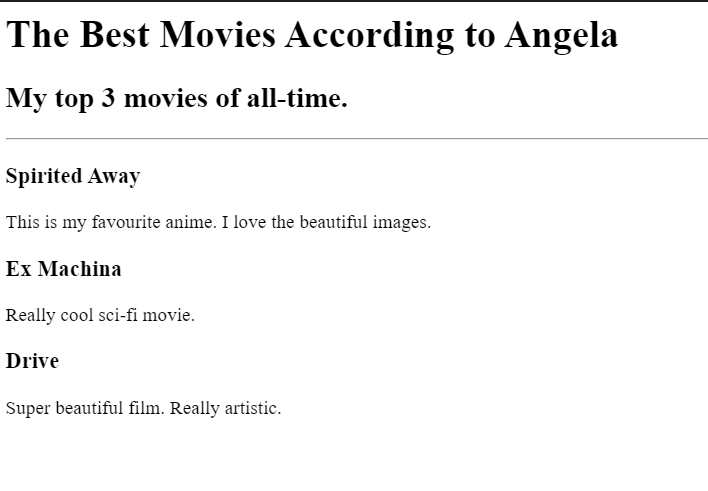 The Best Movies According to Angela
My top 3 movies of all-time.
Spirited Away
This is my favourite anime. I love the beautiful images.
Ex Machina
Really cool sci-fi movie.
Drive
Super beautiful film. Really artistic.